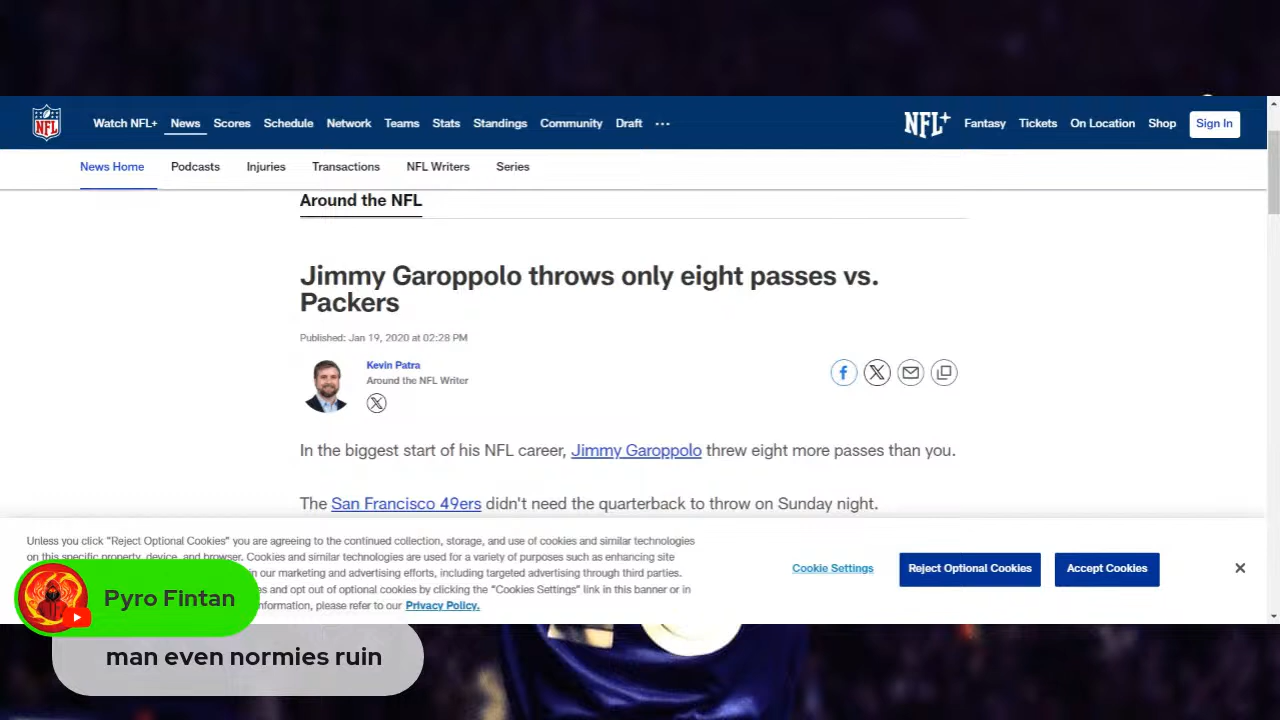 NFL
Watch NFL+ News Scores Schedule Network Teams Stats Standings Community Draft ...
NFL+ Fantasy Tickets On Location Shop Sign In
News Home Podcasts Injuries Transactions NFL Writers Series
Around the NFL
Jimmy Garoppolo throws only eight passes vs.
Packers
Published: Jan 19, 2020 at 02:28 PM
Kevin Patra
Around the NFL Writer
In the biggest start of his NFL career, Jimmy Garoppolo threw eight more passes than you.
The San Francisco 49ers didn't need the quarterback to throw on Sunday night.
Unless you click "Reject Optional Cookies" you are agreeing to the continued collection, storage, and use of cookies and similar technologies
on this specific property, device, and browser. Cookies and similar technologies are used for a variety of purposes such as enhancing site
in our marketing and advertising efforts, including targeted advertising through third parties.
es and opt out of optional cookies by clicking the "Cookies Settings" link in this banner or in
information, please refer to our Privacy Policy.
Cookie Settings
Reject Optional Cookies
Accept Cookies
Pyro Fintan
man even normies ruin